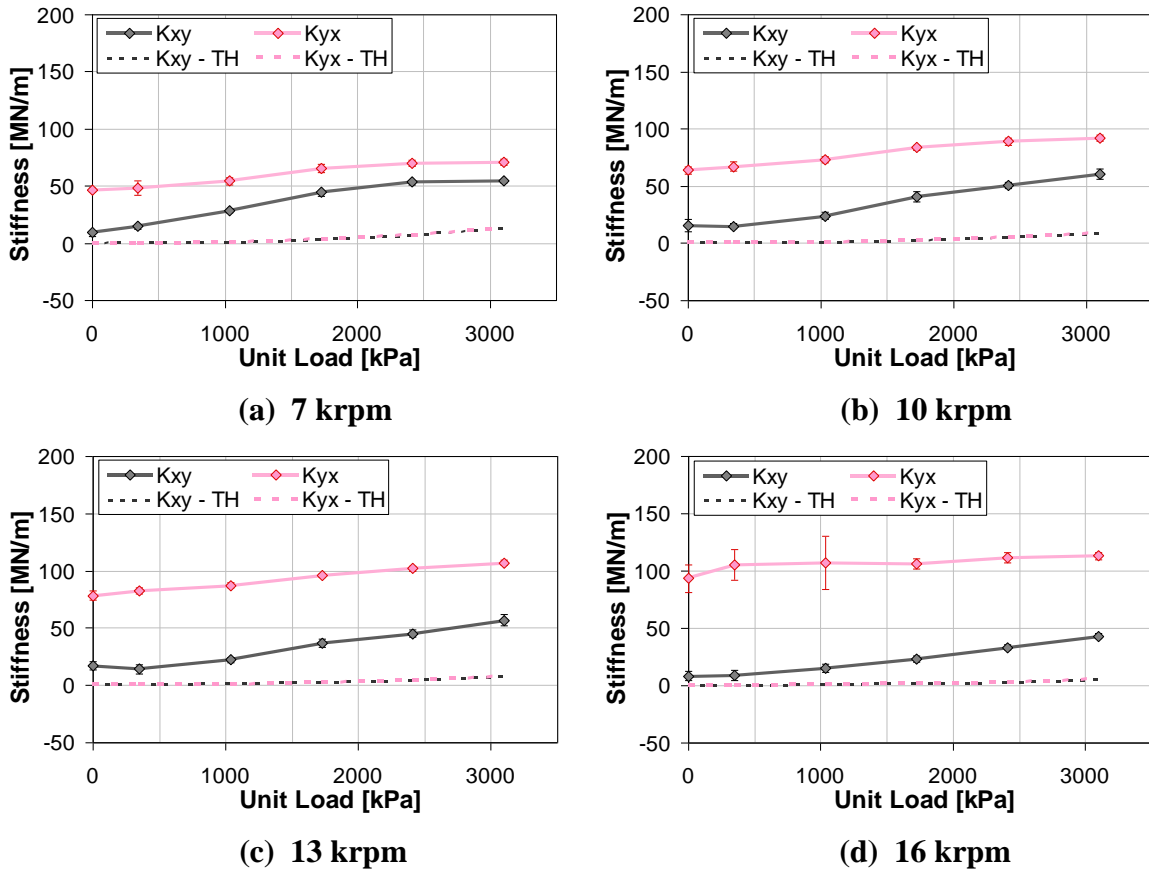 Stiffness [MN/m]
200
150
100
50
0
-50
Kxy Kyx
Kxy - TH Kyx - TH
0 1000 2000 3000
Unit Load [kPa]
(a) 7 krpm
Stiffness [MN/m]
200
150
100
50
0
-50
Kxy Kyx
Kxy - TH Kyx - TH
0 1000 2000 3000
Unit Load [kPa]
(b) 10 krpm
Stiffness [MN/m]
200
150
100
50
0
-50
Kxy Kyx
Kxy - TH Kyx - TH
0 1000 2000 3000
Unit Load [kPa]
(c) 13 krpm
Stiffness [MN/m]
200
150
100
50
0
-50
Kxy Kyx
Kxy - TH Kyx - TH
0 1000 2000 3000
Unit Load [kPa]
(d) 16 krpm